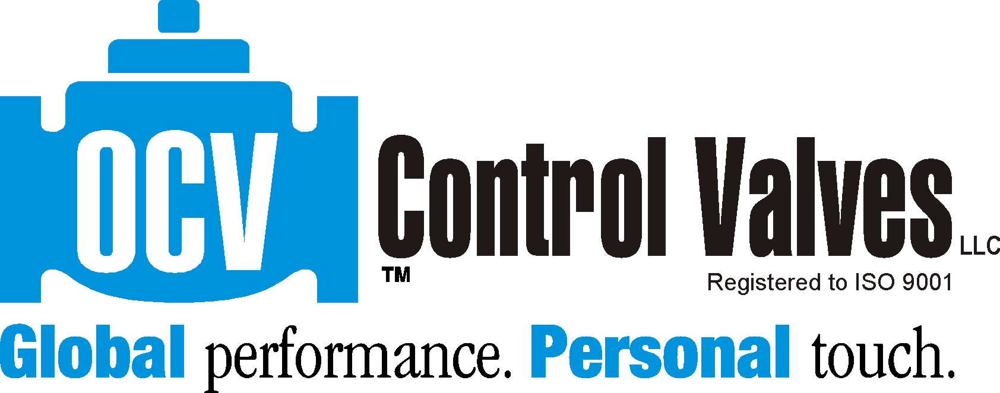 OCV Control Valves LLC
™
Registered to ISO 9001
Global performance. Personal touch.